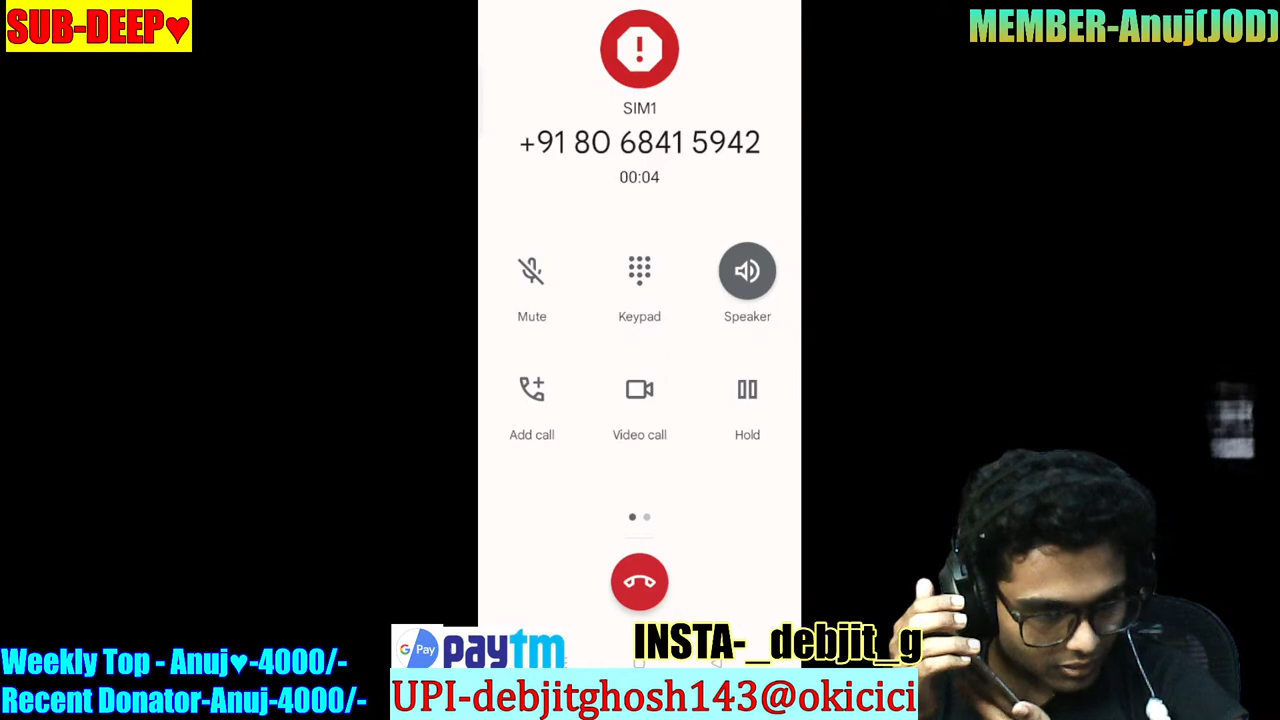 SUB-DEEP♥
MEMBER-Anuj(JOD)
SIM1
+91 80 6841 5942
00:04
Mute
Keypad
Speaker
Add call
Video call
Hold
G Pay
paytm
INSTA-_debjit_g
Weekly Top - Anuj♥-4000/-
Recent Donator-Anuj-4000/-
UPI-debjitghosh143@okicici